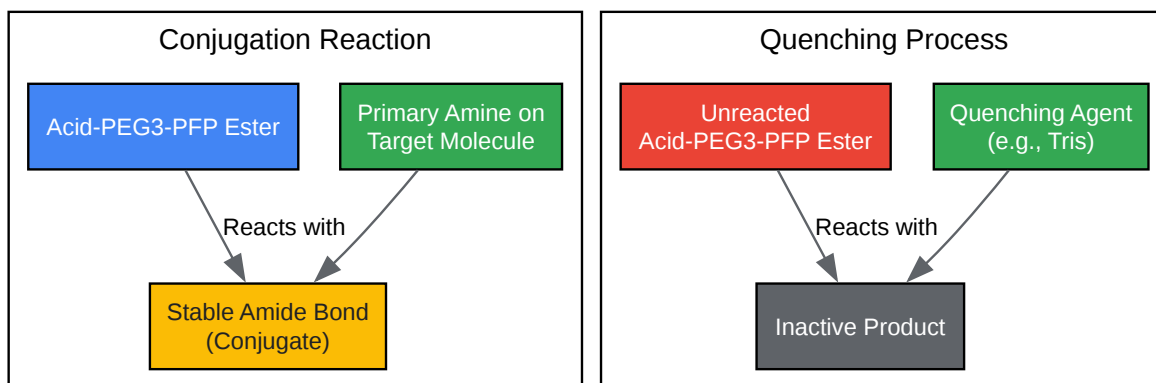 Conjugation Reaction
Acid-PEG3-PFP Ester
Primary Amine on
Target Molecule
Reacts with
Stable Amide Bond
(Conjugate)
Quenching Process
Unreacted
Acid-PEG3-PFP Ester
Quenching Agent
(e.g., Tris)
Reacts with
Inactive Product